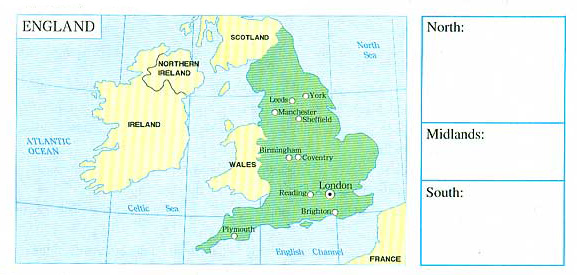 ENGLAND
SCOTLAND
North
Sea
NORTHERN
IRELAND
Leeds
York
Manchester
Sheffield
IRELAND
ATLANTIC
OCEAN
Birmingham
Coventry
WALES
London
Reading
Celtic Sea
Brighton
Plymouth
English Channel
FRANCE
North:
Midlands:
South: